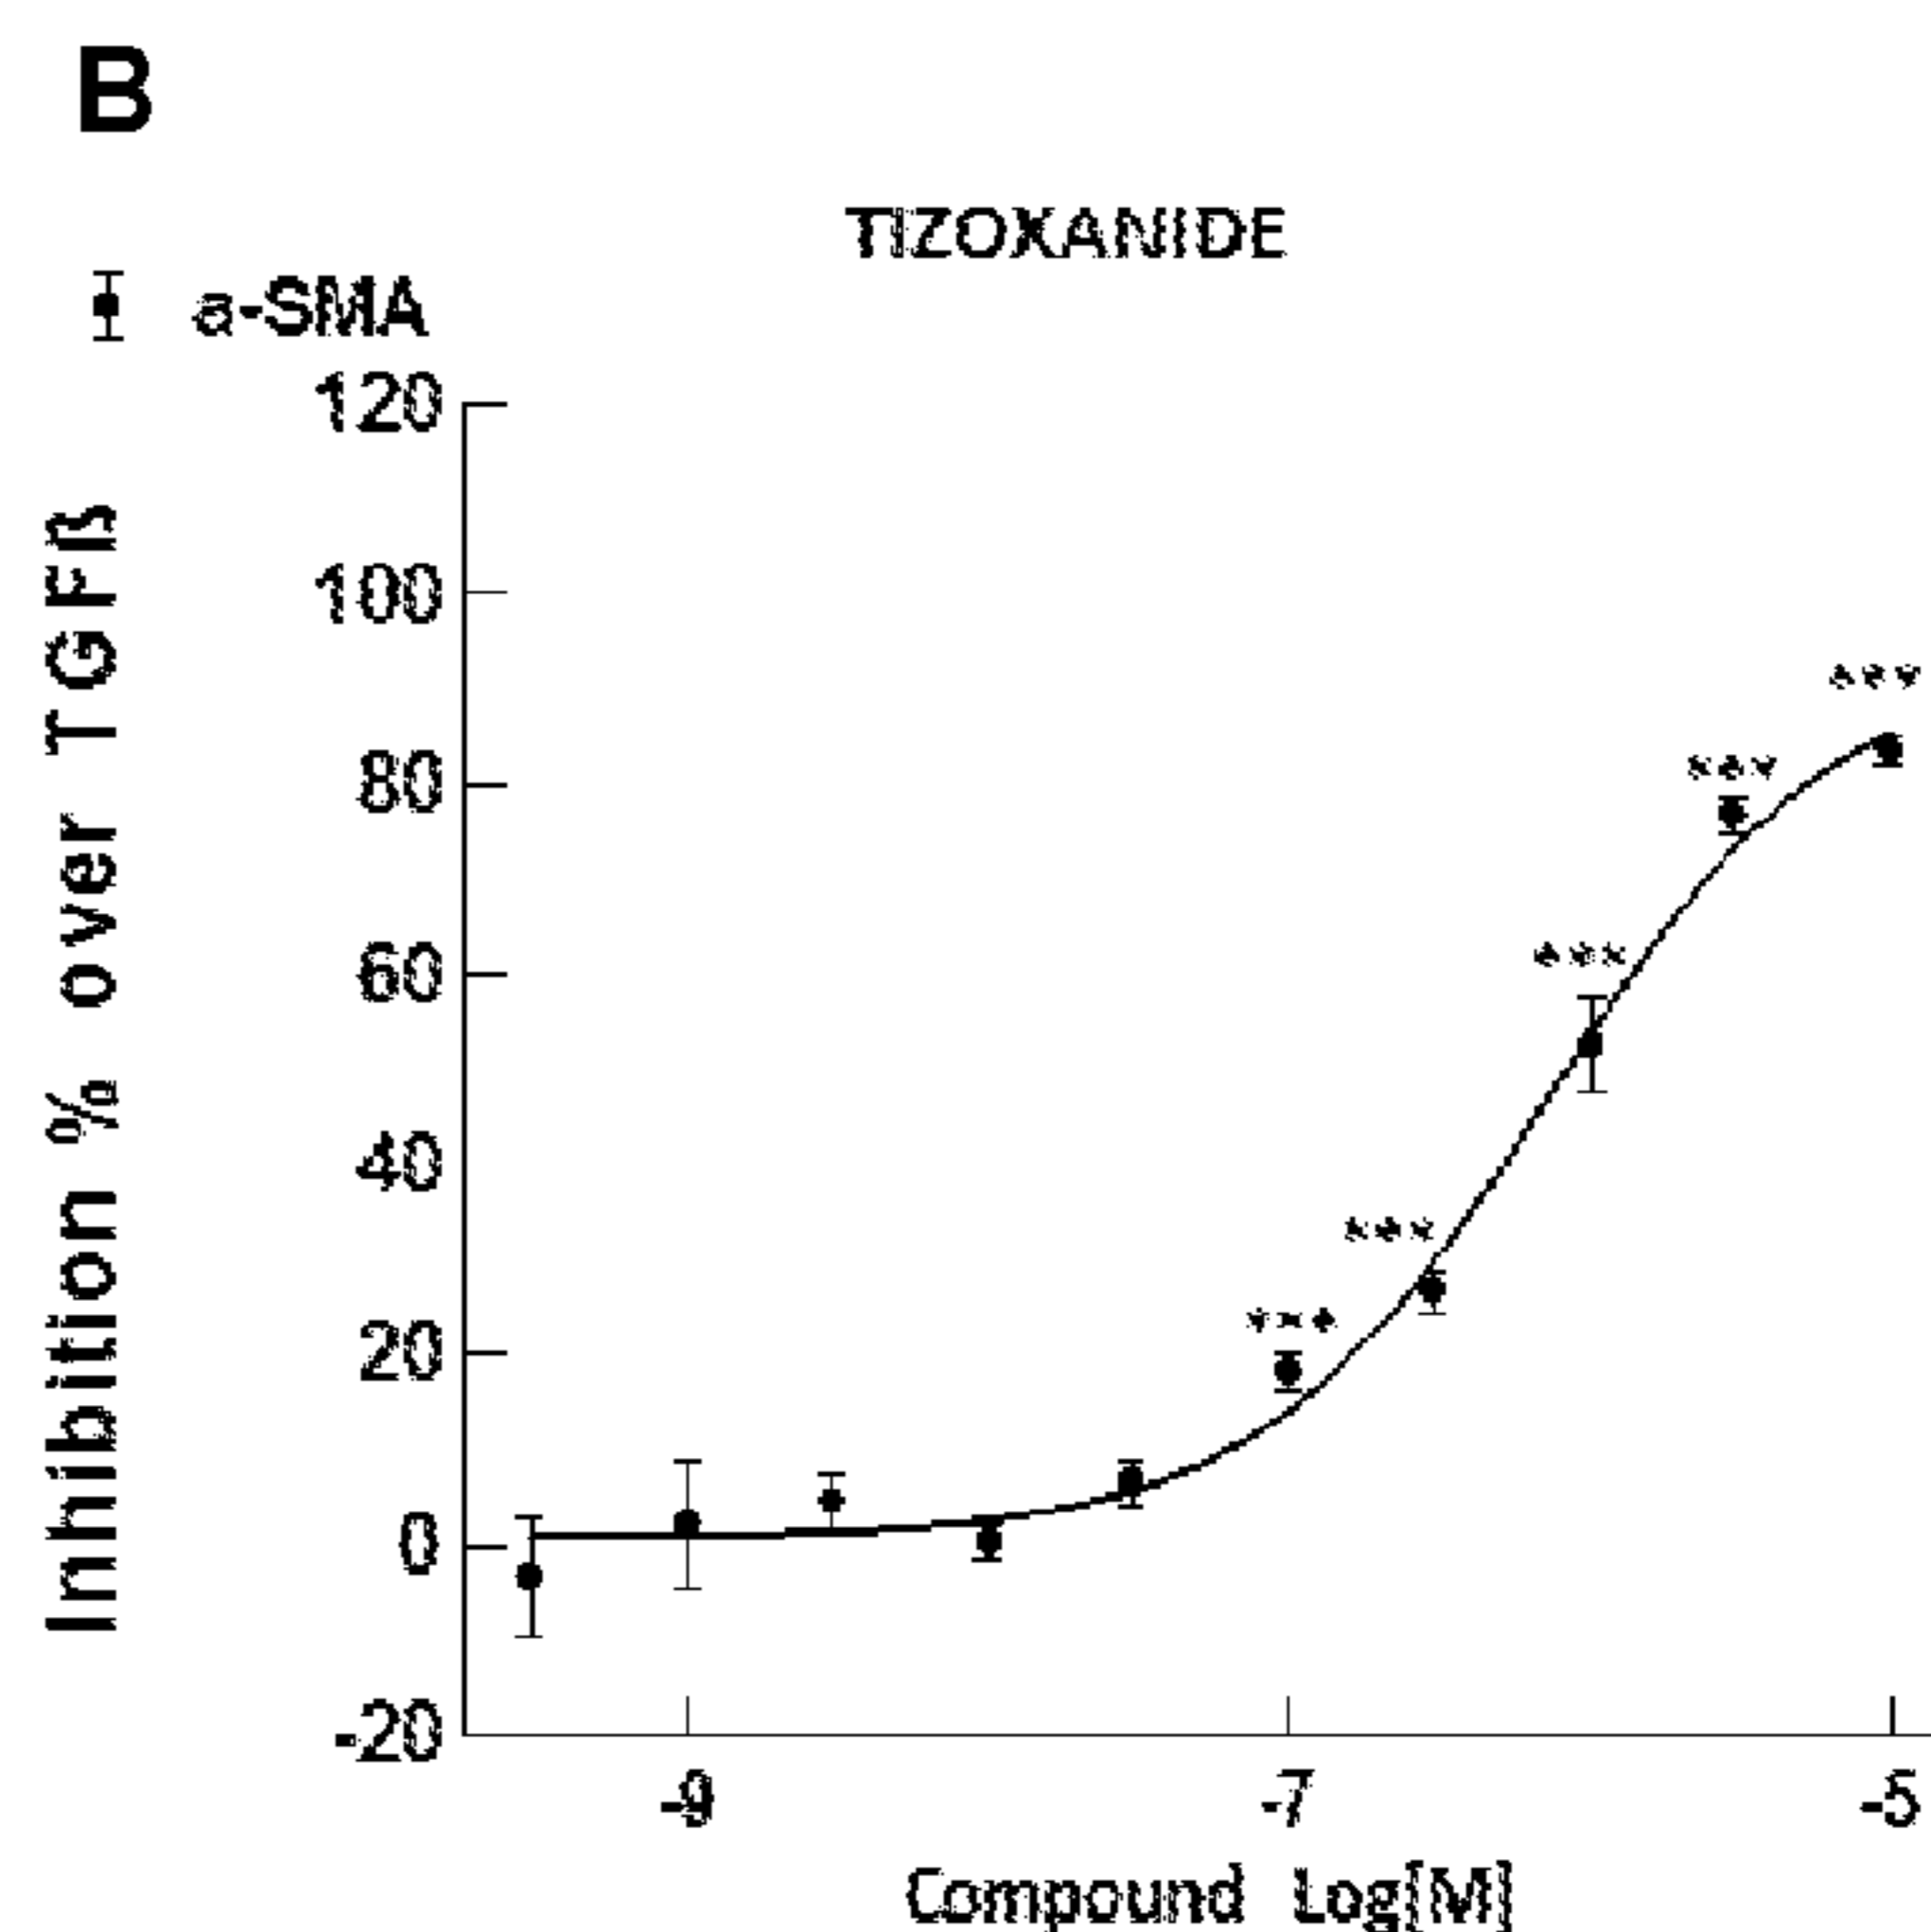 B
TIZOXANIDE
a-SMA
120
100
80
60
40
20
0
-20
Inhibition % over TGFß
*** *** *** *** ***
-9 -7 -5
Compound Log[M]